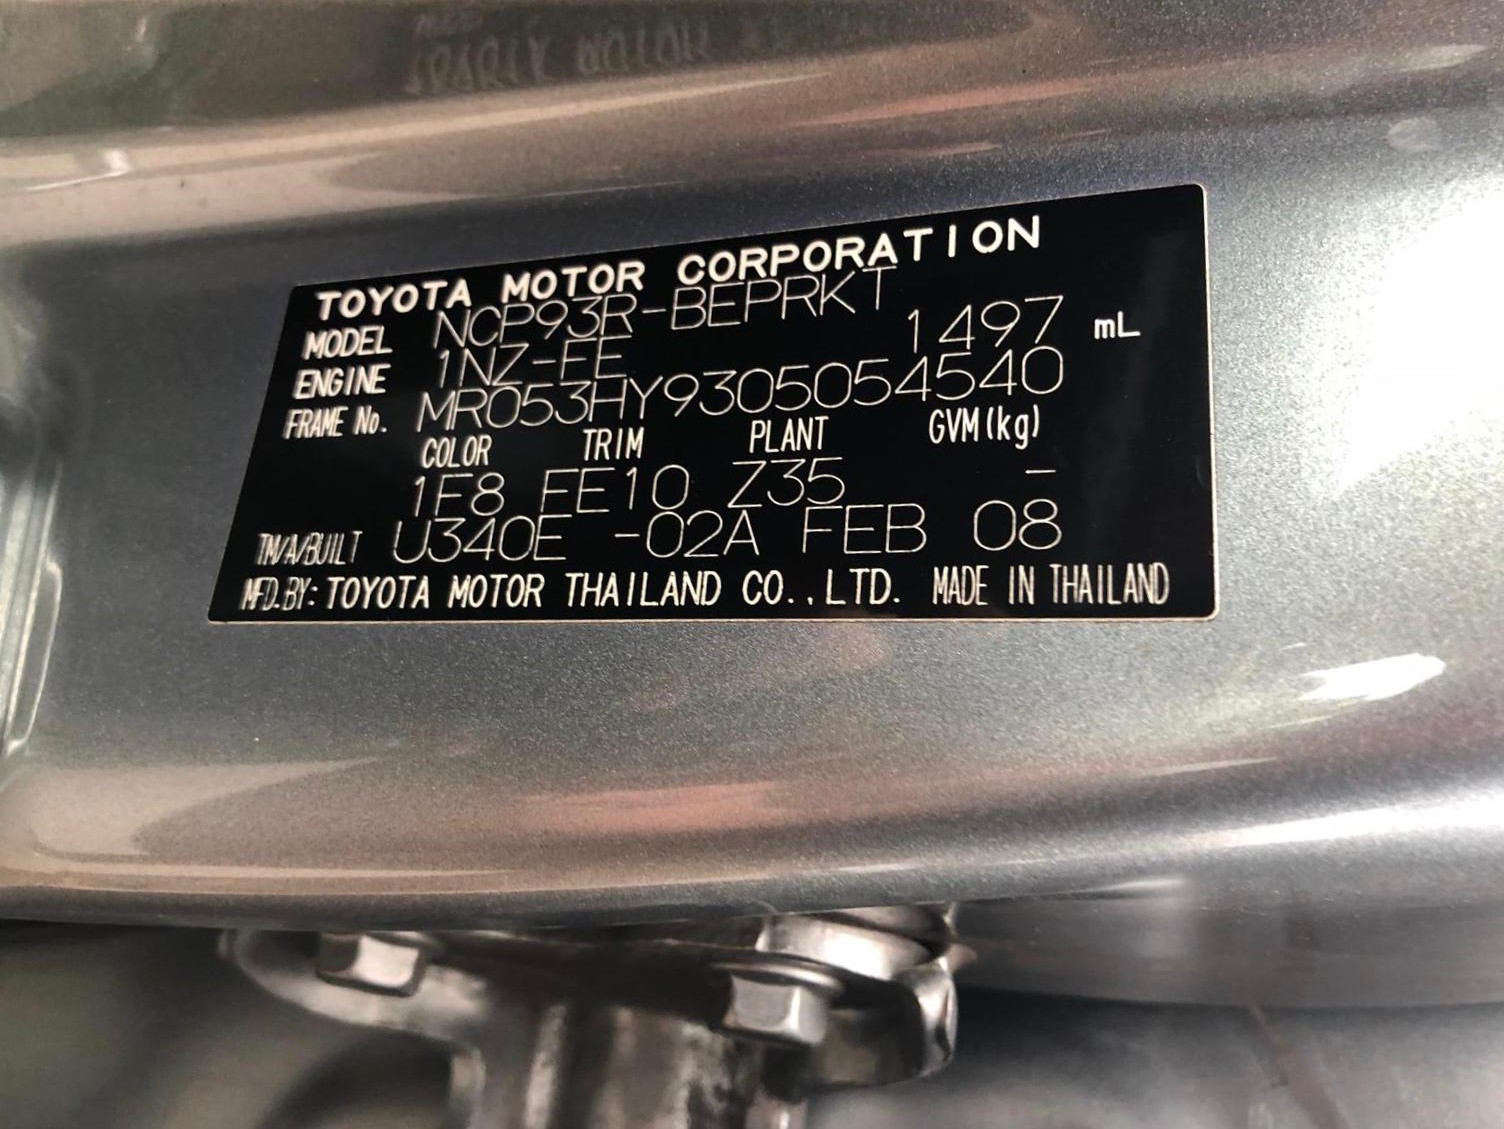 TOYOTA MOTOR CORPORATION
MODEL NCP93R-BEPRKT
ENGINE 1NZ-FE 1497 mL
FRAME No. MR053HY9305054540
COLOR TRIM PLANT GVM(kg)
1F8 FE10 Z35 -
TM/A/BUILT U340E -02A FEB 08
MFD.BY: TOYOTA MOTOR THAILAND CO.,LTD. MADE IN THAILAND